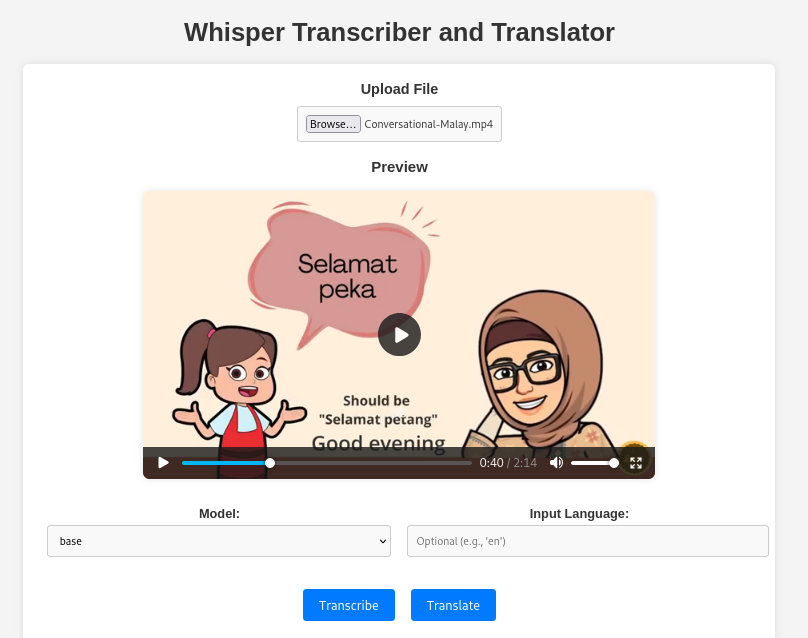 Whisper Transcriber and Translator
Upload File
Browse... Conversational-Malay.mp4
Preview
Selamat
peka
Should be
"Selamat petang"
Good evening
0:40 / 2:14
Model:
Input Language:
base
Optional (e.g., 'en')
Transcribe
Translate